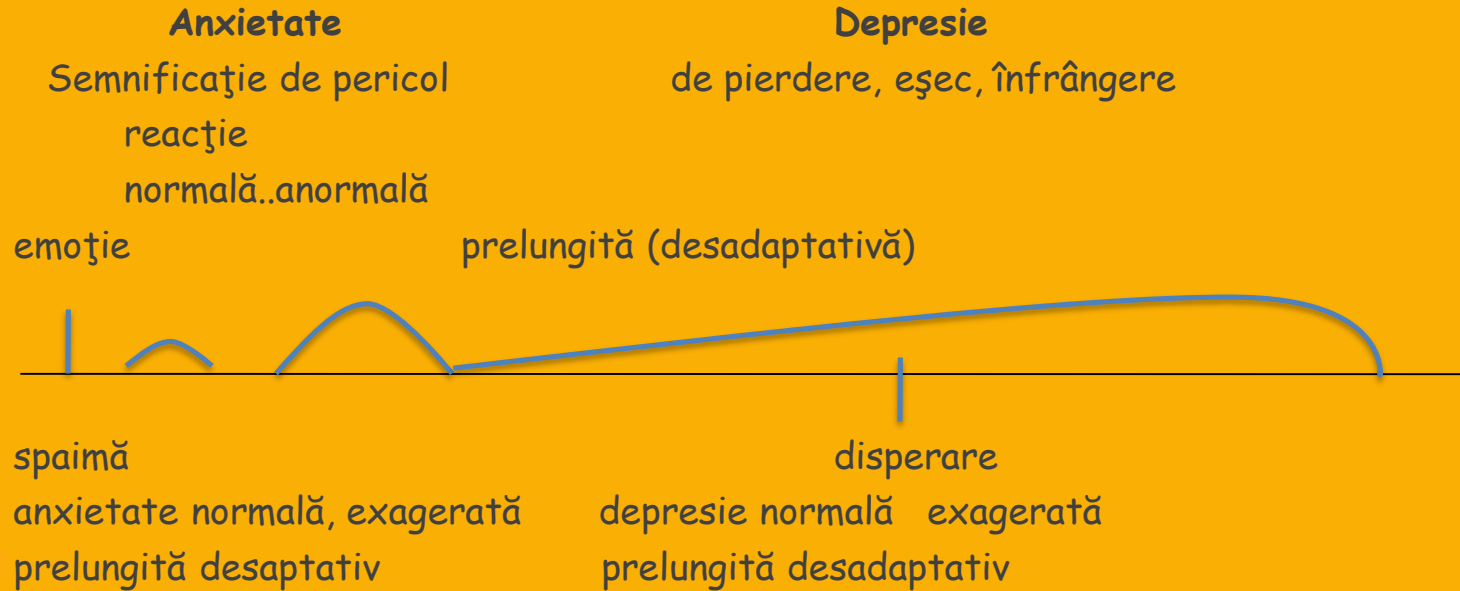 Anxietate Depresie
Semnificaţie de pericol de pierdere, eşec, înfrângere
reacţie
normală..anormală
emoţie prelungită (desadaptativă)
spaimă disperare
anxietate normală, exagerată depresie normală exagerată
prelungită desaptativ prelungită desadaptativ